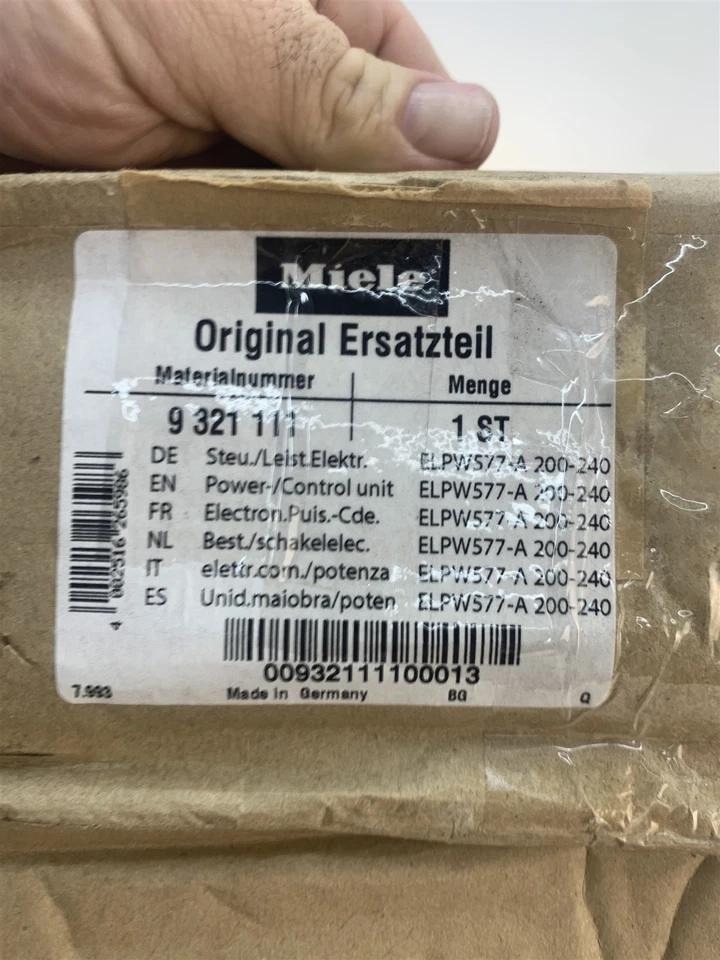 Miele
Original Ersatzteil
Materialnummer Menge
9 321 111 1 ST
DE Steu./Leist.Elektr. ELPW577-A 200-240
EN Power-/Control unit ELPW577-A 200-240
FR Electron.Puis.-Cde. ELPW577-A 200-240
NL Best./schakelelec. ELPW577-A 200-240
IT elettr.com./potenza ELPW577-A 200-240
ES Unid.maiobra/poten ELPW577-A 200-240
4 002516 265986
00932111100013
7.993 Made in Germany BG Q